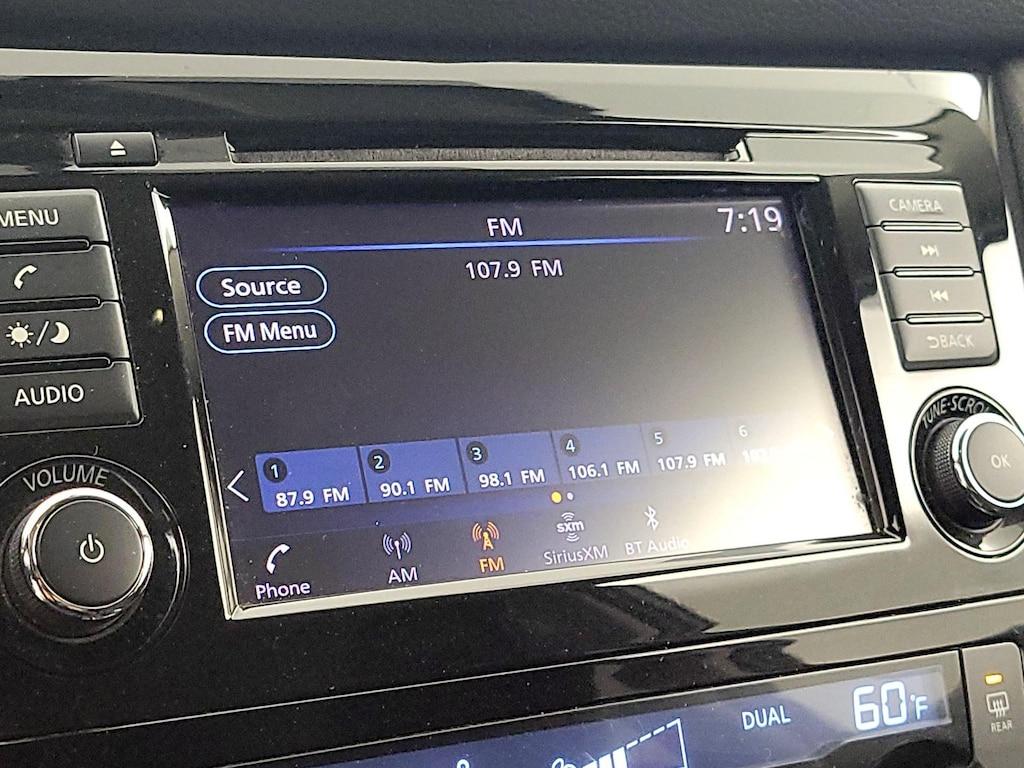 MENU
AUDIO
VOLUME
FM
7:19
107.9 FM
Source
FM Menu
1 87.9 FM
2 90.1 FM
3 98.1 FM
4 106.1 FM
5 107.9 FM
6
Phone
AM
FM
sxm
SiriusXM
BT Audio
CAMERA
BACK
TUNE-SCROLL
OK
DUAL
60°F
REAR